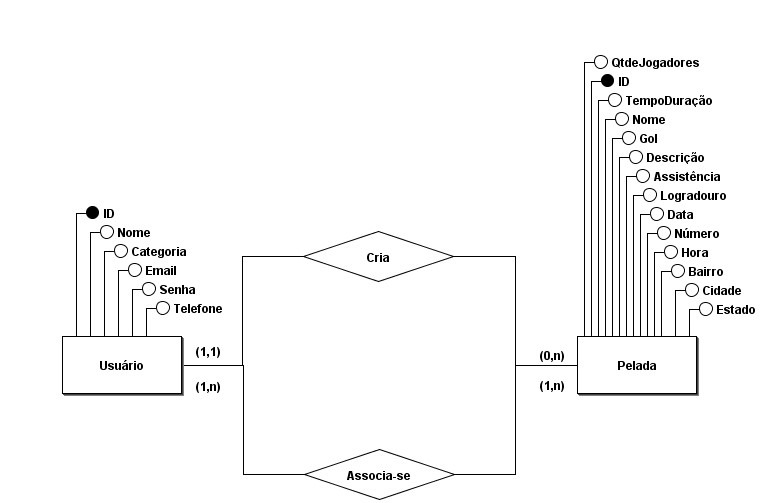 QtdeJogadores
ID
TempoDuração
Nome
Gol
Descrição
Assistência
Logradouro
Data
Número
Hora
Bairro
Cidade
Estado
ID
Nome
Categoria
Email
Senha
Telefone
Cria
Usuário
(1,1)
(1,n)
(0,n)
(1,n)
Pelada
Associa-se